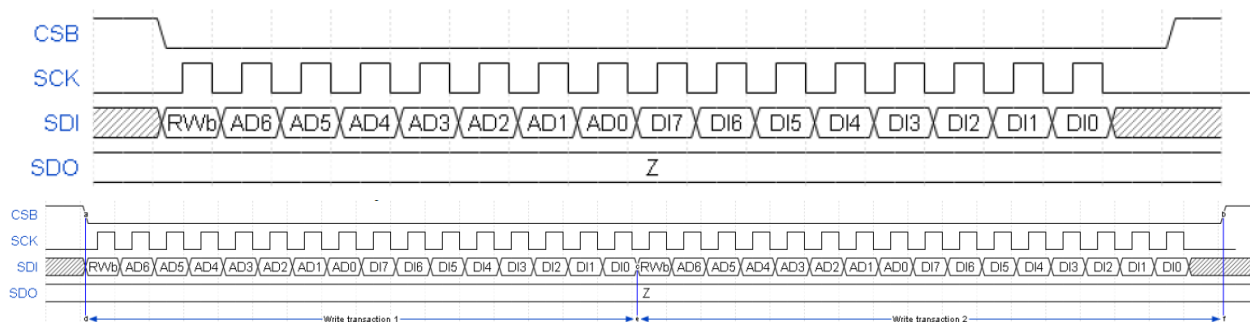 CSB
SCK
SDI RWb AD6 AD5 AD4 AD3 AD2 AD1 AD0 DI7 DI6 DI5 DI4 DI3 DI2 DI1 DI0
SDO Z
CSB a b
SCK
SDI RWb AD6 AD5 AD4 AD3 AD2 AD1 AD0 DI7 DI6 DI5 DI4 DI3 DI2 DI1 DI0 RWb AD6 AD5 AD4 AD3 AD2 AD1 AD0 DI7 DI6 DI5 DI4 DI3 DI2 DI1 DI0
SDO Z
d Write transaction 1 e Write transaction 2 f